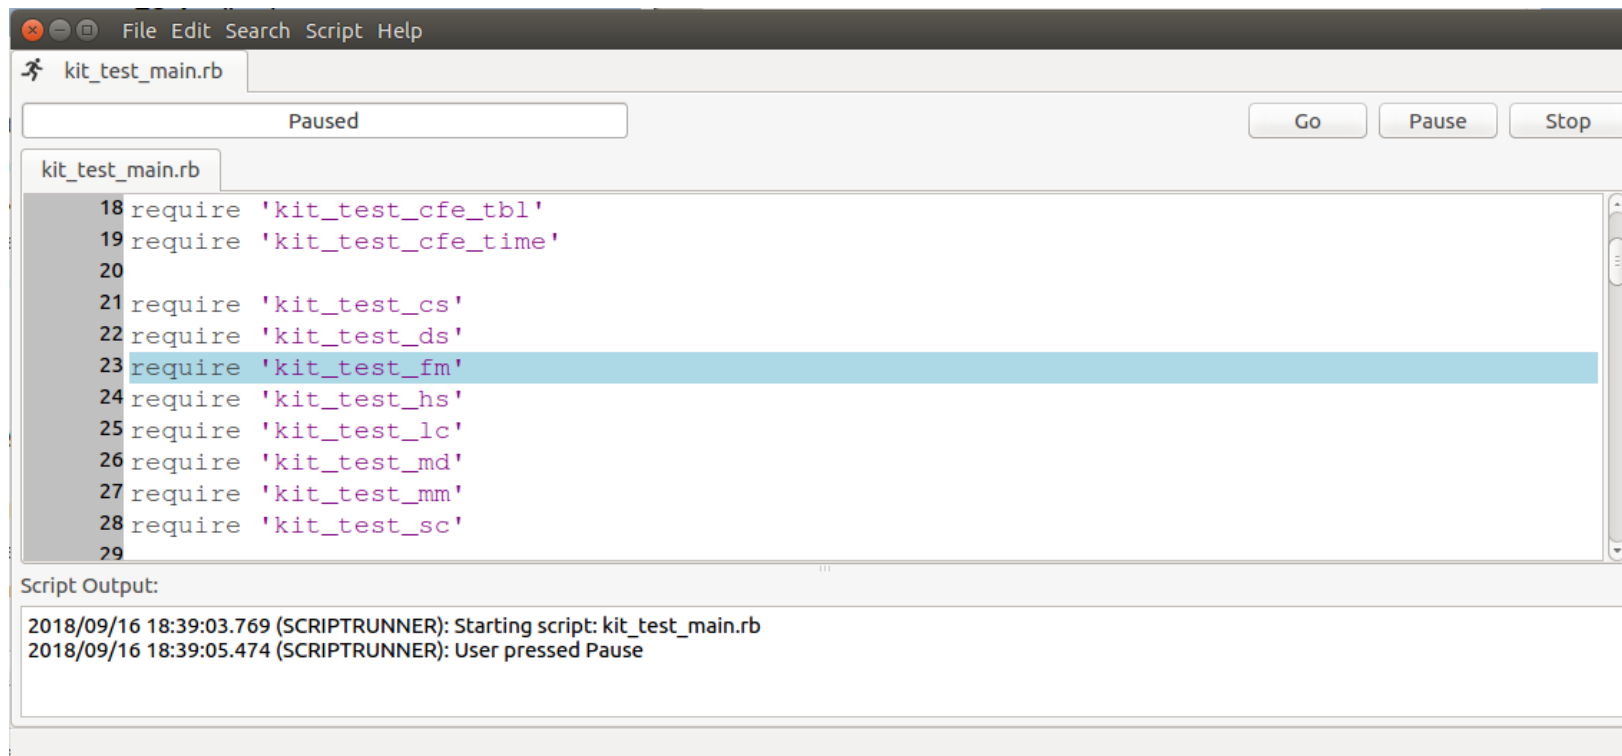 File Edit Search Script Help
kit_test_main.rb
Paused
Go Pause Stop
kit_test_main.rb
18 require 'kit_test_cfe_tbl'
19 require 'kit_test_cfe_time'
20
21 require 'kit_test_cs'
22 require 'kit_test_ds'
23 require 'kit_test_fm'
24 require 'kit_test_hs'
25 require 'kit_test_lc'
26 require 'kit_test_md'
27 require 'kit_test_mm'
28 require 'kit_test_sc'
29
Script Output:
2018/09/16 18:39:03.769 (SCRIPTRUNNER): Starting script: kit_test_main.rb
2018/09/16 18:39:05.474 (SCRIPTRUNNER): User pressed Pause